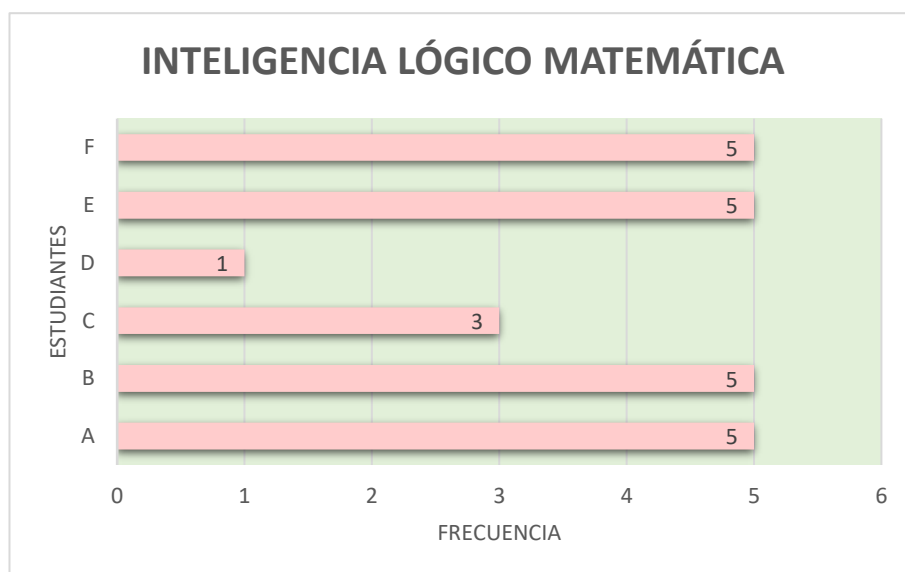 INTELIGENCIA LÓGICO MATEMÁTICA
ESTUDIANTES
F
5
E
5
D
1
C
3
B
5
A
5
0 1 2 3 4 5 6
FRECUENCIA